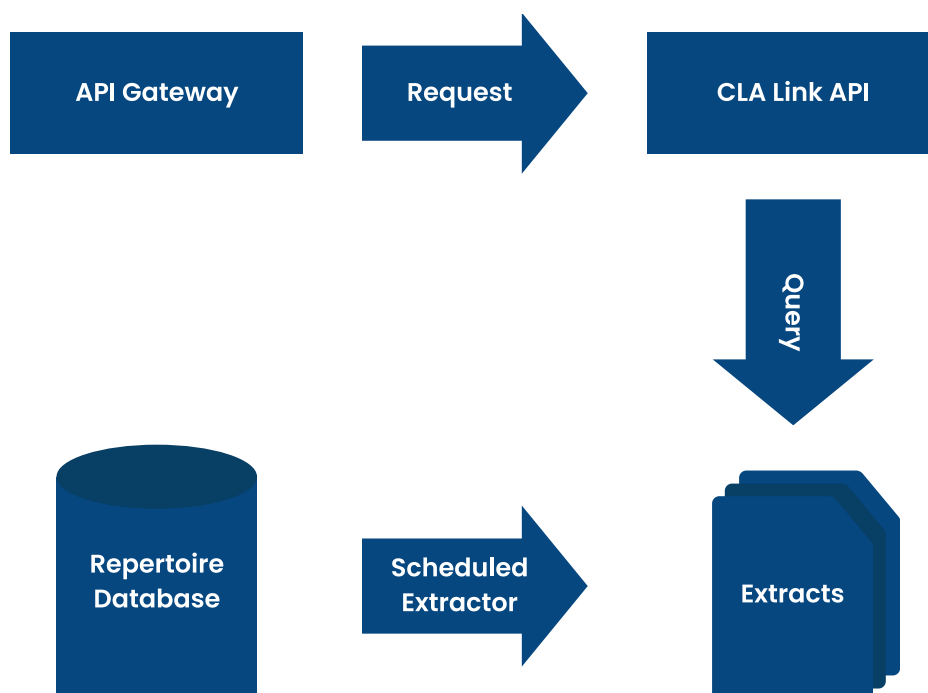 API Gateway
Request
CLA Link API
Query
Repertoire
Database
Scheduled
Extractor
Extracts